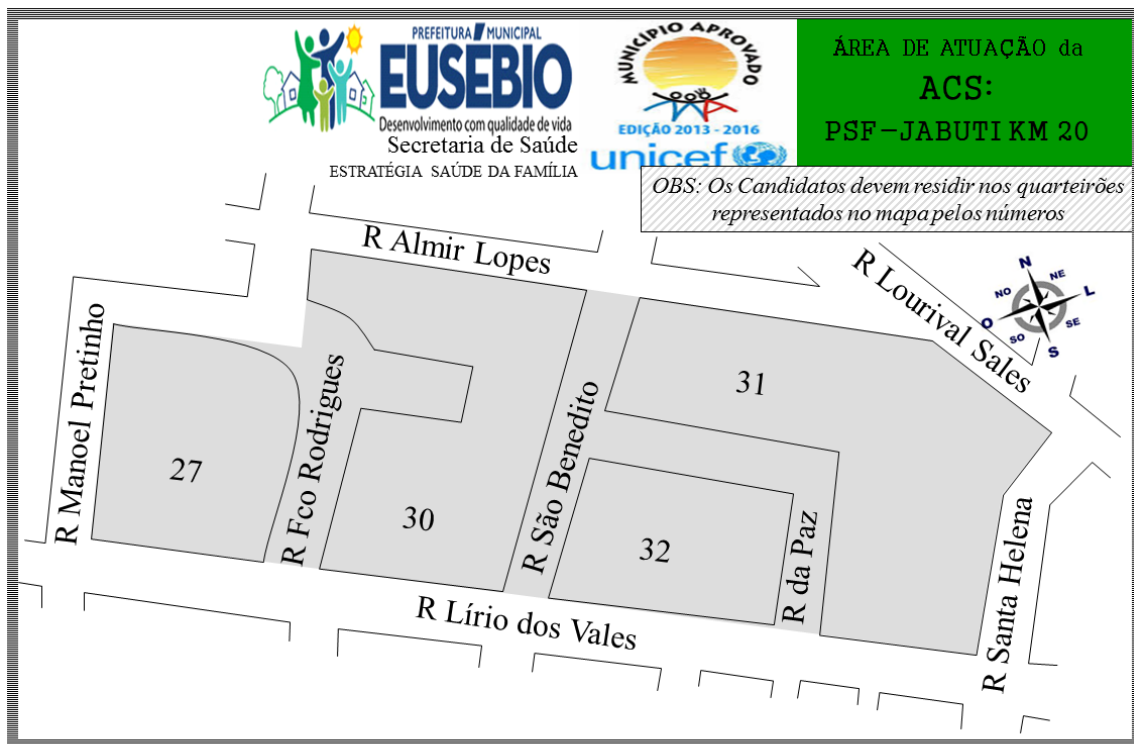 PREFEITURA MUNICIPAL
EUSÉBIO
Desenvolvimento com qualidade de vida
Secretaria de Saúde
ESTRATÉGIA SAÚDE DA FAMÍLIA
MUNICÍPIO APROVADO
EDIÇÃO 2013 - 2016
unicef
ÁREA DE ATUAÇÃO da
ACS:
PSF-JABUTI KM 20
OBS: Os Candidatos devem residir nos quarteirões
representados no mapa pelos números
R Almir Lopes
R Lourival Sales
N
NE
L
SE
S
SO
O
NO
R Manoel Pretinho
27
R Fco Rodrigues
30
R São Benedito
31
32
R da Paz
R Santa Helena
R Lírio dos Vales